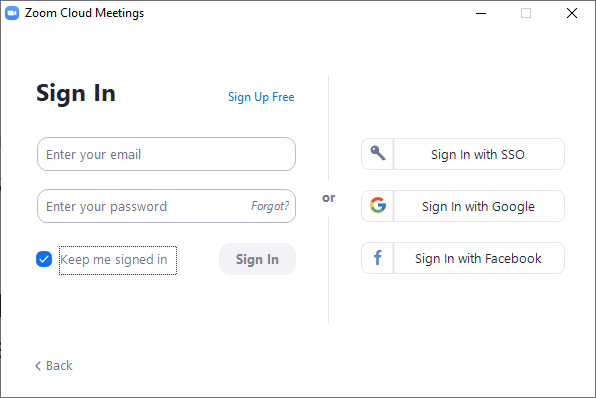 Zoom Cloud Meetings
Sign In
Sign Up Free
Enter your email
Enter your password
Forgot?
Keep me signed in
Sign In
or
Sign In with SSO
Sign In with Google
Sign In with Facebook
Back